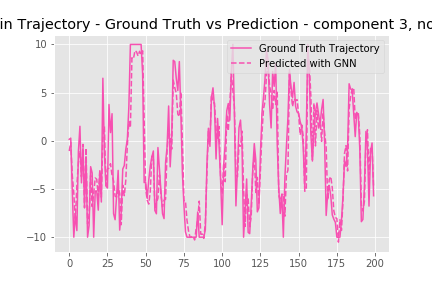 in Trajectory - Ground Truth vs Prediction - component 3, no
Ground Truth Trajectory
Predicted with GNN
10
5
0
−5
−10
0 25 50 75 100 125 150 175 200